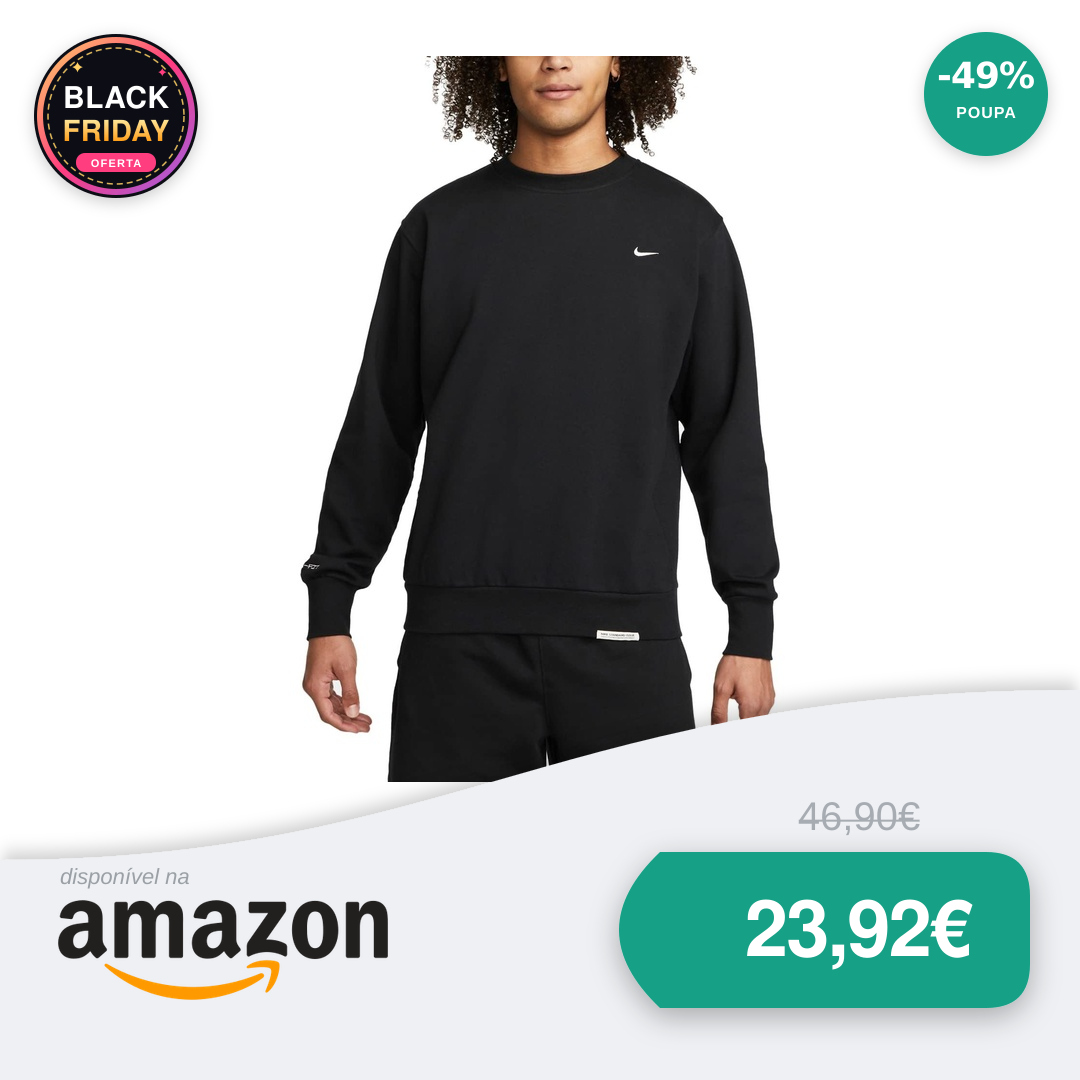 BLACK
FRIDAY
OFERTA
-49%
POUPA
46,90€
disponível na
amazon
23,92€